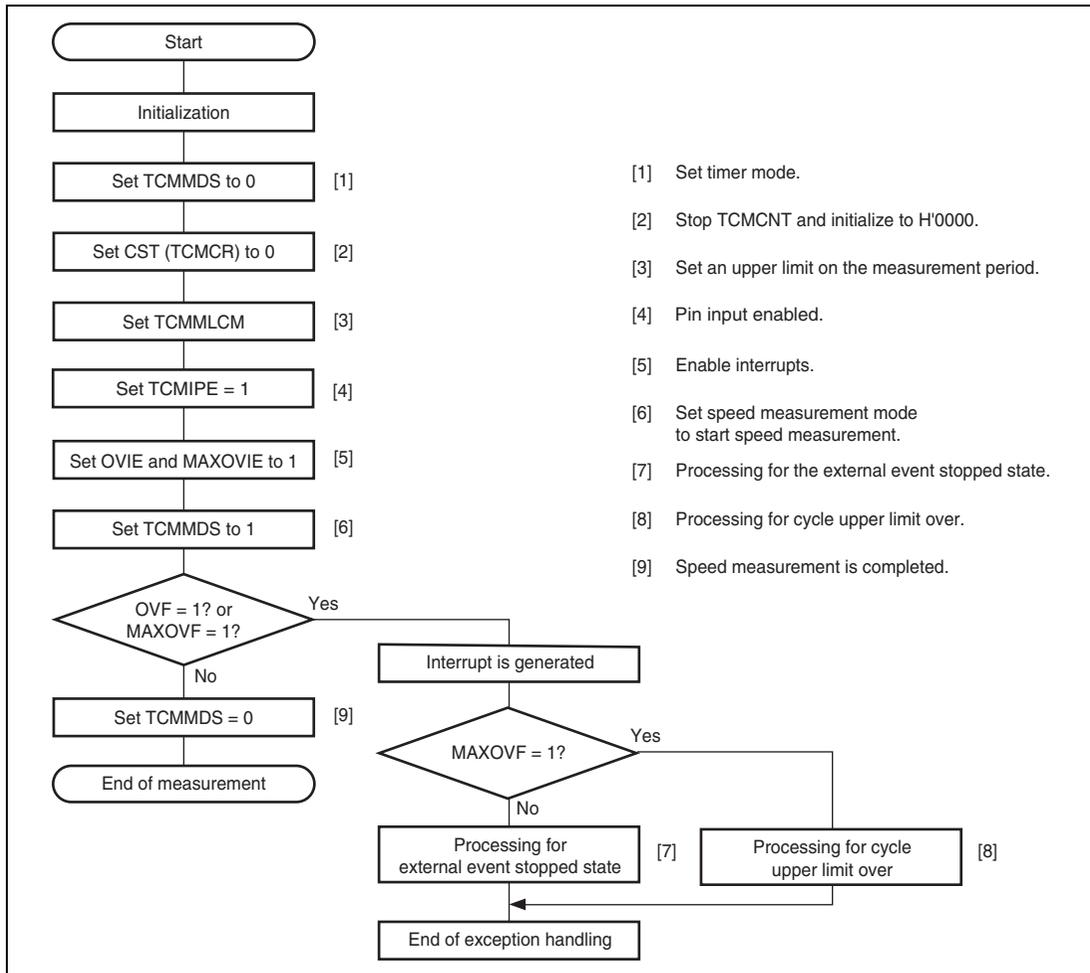 Start
Initialization
Set TCMMDS to 0
[1]
Set CST (TCMCR) to 0
[2]
Set TCMMLCM
[3]
Set TCMIPE = 1
[4]
Set OVIE and MAXOVIE to 1
[5]
Set TCMMDS to 1
[6]
OVF = 1? or
MAXOVF = 1?
Yes
No
Set TCMMDS = 0
[9]
End of measurement
Interrupt is generated
MAXOVF = 1?
Yes
No
Processing for
external event stopped state
[7]
Processing for cycle
upper limit over
[8]
End of exception handling
[1] Set timer mode.
[2] Stop TCMCNT and initialize to H'0000.
[3] Set an upper limit on the measurement period.
[4] Pin input enabled.
[5] Enable interrupts.
[6] Set speed measurement mode
to start speed measurement.
[7] Processing for the external event stopped state.
[8] Processing for cycle upper limit over.
[9] Speed measurement is completed.